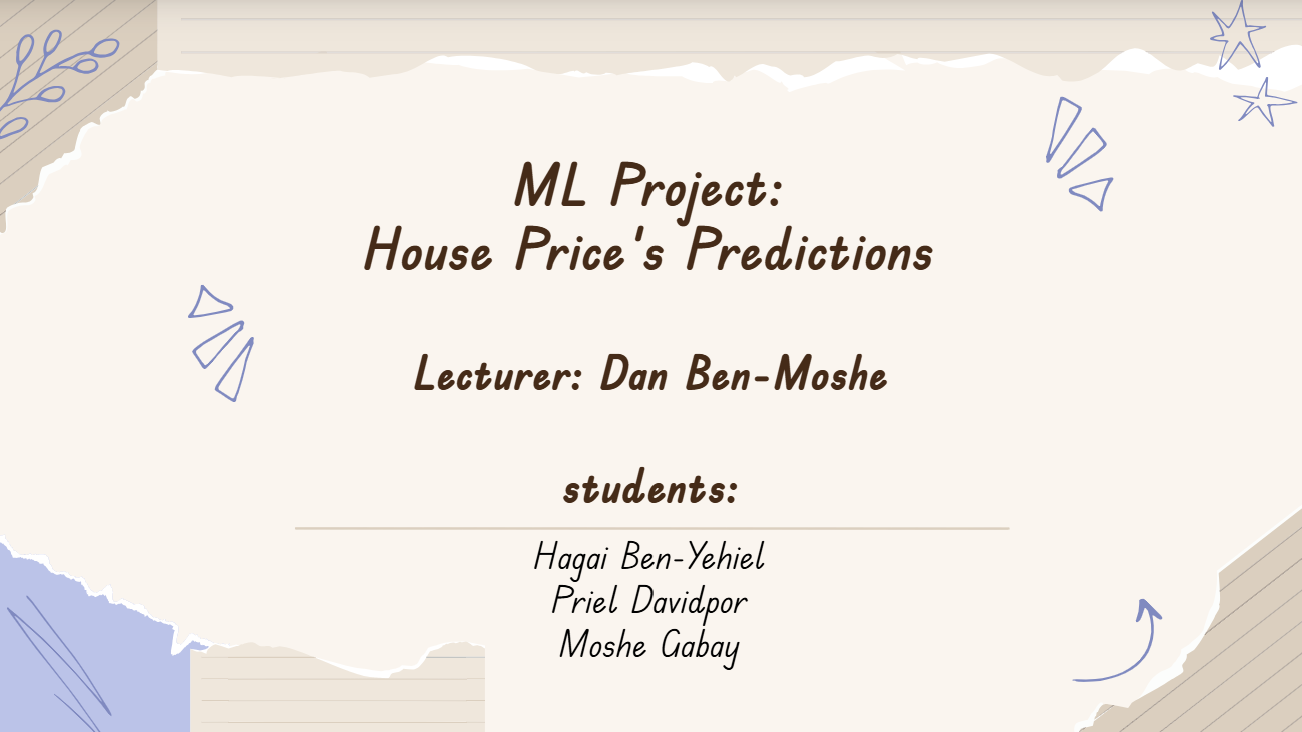 ML Project:
House Price's Predictions
Lecturer: Dan Ben-Moshe
students:
Hagai Ben-Yehiel
Priel Davidpor
Moshe Gabay